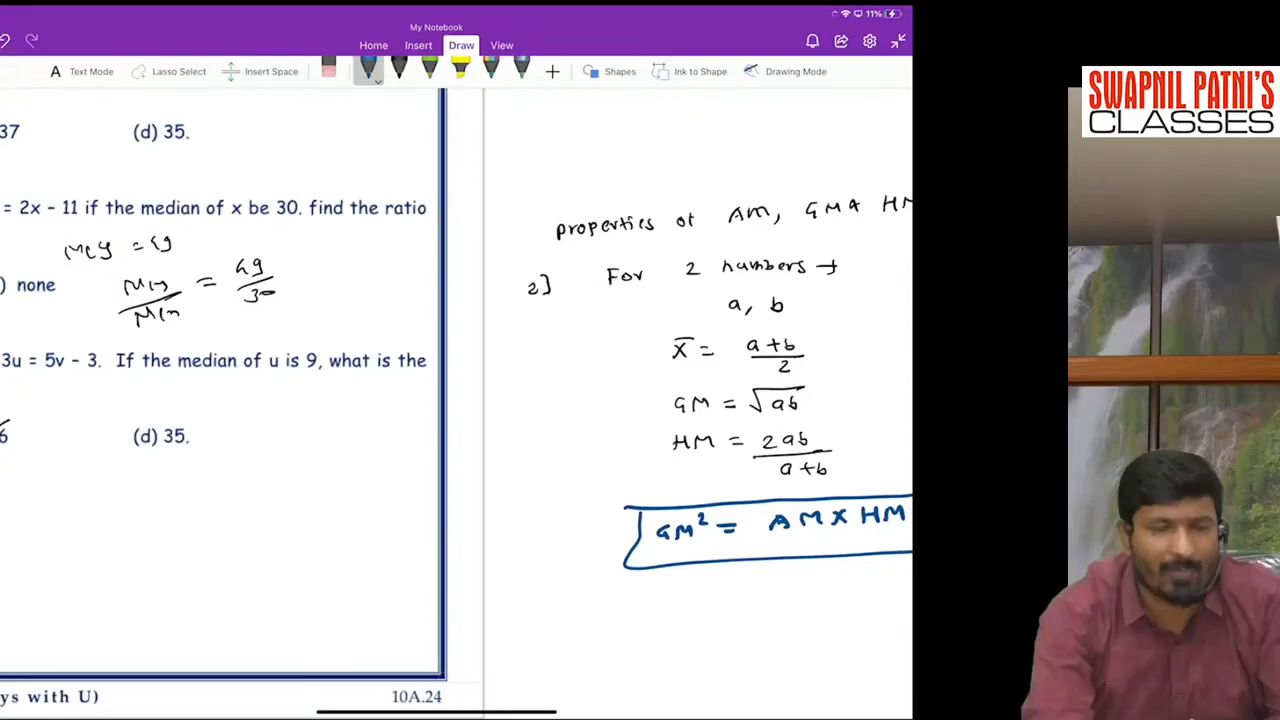 11%
My Notebook
Home Insert Draw View
A Text Mode Lasso Select Insert Space Shapes Ink to Shape Drawing Mode
SWAPNIL PATNI'S
CLASSES
37 (d) 35.
= 2x - 11 if the median of x be 30. find the ratio
) none
3u = 5v - 3. If the median of u is 9, what is the
6 (d) 35.
ys with U) 10A.24
properties of AM, GM & HM
2] For 2 numbers →
a, b
x̄ = a+b / 2
GM = √ab
HM = 2ab / a+b
GM² = AM X HM